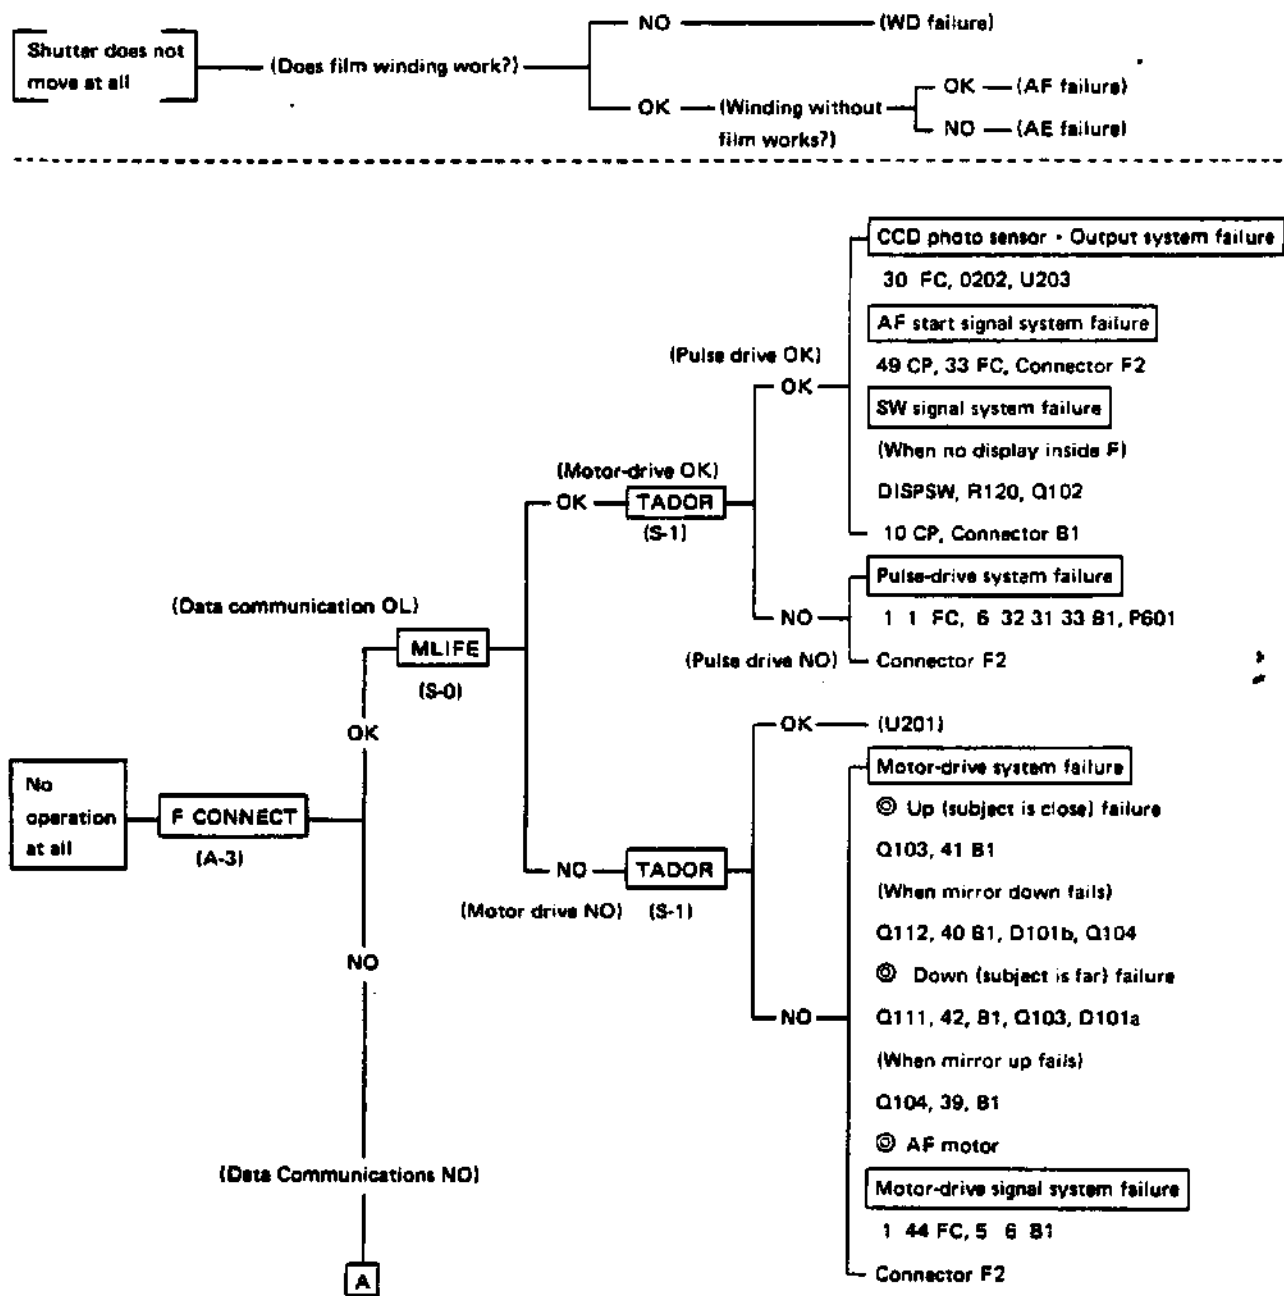 Shutter does not
move at all
(Does film winding work?)
NO
(WD failure)
OK
(Winding without
film works?)
OK
(AF failure)
NO
(AE failure)
No
operation
at all
F CONNECT
(A-3)
OK
(Data communication OL)
MLIFE
(S-0)
(Motor-drive OK)
OK
TADOR
(S-1)
(Pulse drive OK)
OK
CCD photo sensor · Output system failure
30 FC, 0202, U203
AF start signal system failure
49 CP, 33 FC, Connector F2
SW signal system failure
(When no display inside F)
DISPSW, R120, Q102
10 CP, Connector B1
NO
(Pulse drive NO)
Pulse-drive system failure
1 1 FC, 6 32 31 33 B1, P601
Connector F2
NO
(Motor drive NO)
TADOR
(S-1)
OK
(U201)
NO
Motor-drive system failure
◎ Up (subject is close) failure
Q103, 41 B1
(When mirror down fails)
Q112, 40 B1, D101b, Q104
◎ Down (subject is far) failure
Q111, 42, B1, Q103, D101a
(When mirror up fails)
Q104, 39, B1
◎ AF motor
Motor-drive signal system failure
1 44 FC, 5 6 B1
Connector F2
NO
(Data Communications NO)
A